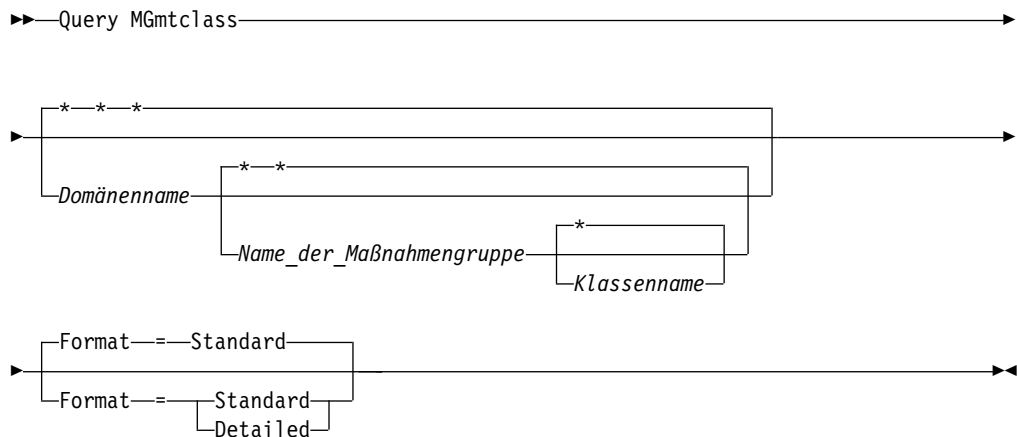 Query MGmtclass
* * *
Domänenname
* *
Name_der_Maßnahmengruppe
*
Klassenname
Format = Standard
Format = Standard
Detailed